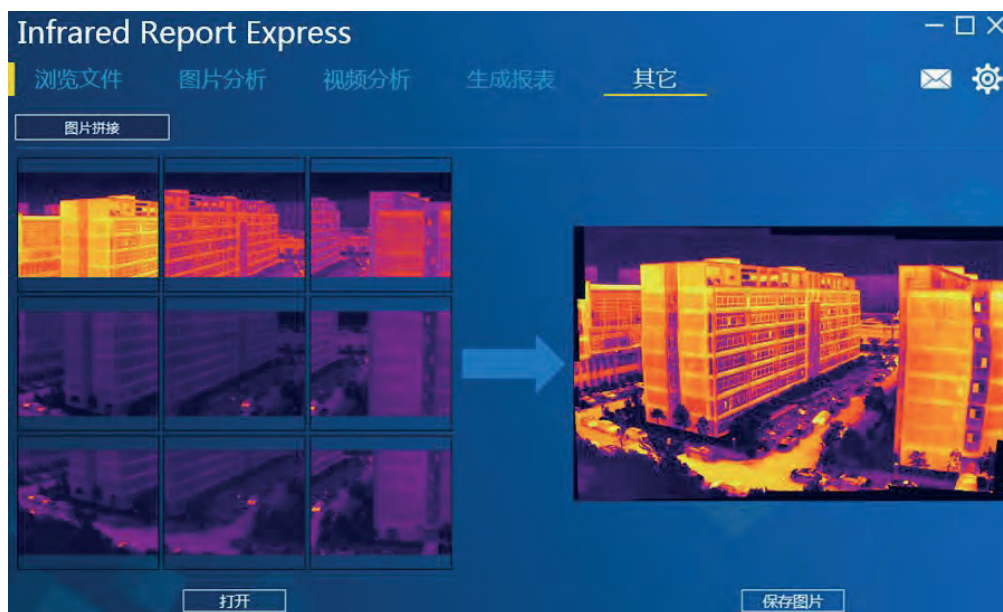 Infrared Report Express
浏览文件 图片分析 视频分析 生成报表 其它
图片拼接
打开 保存图片